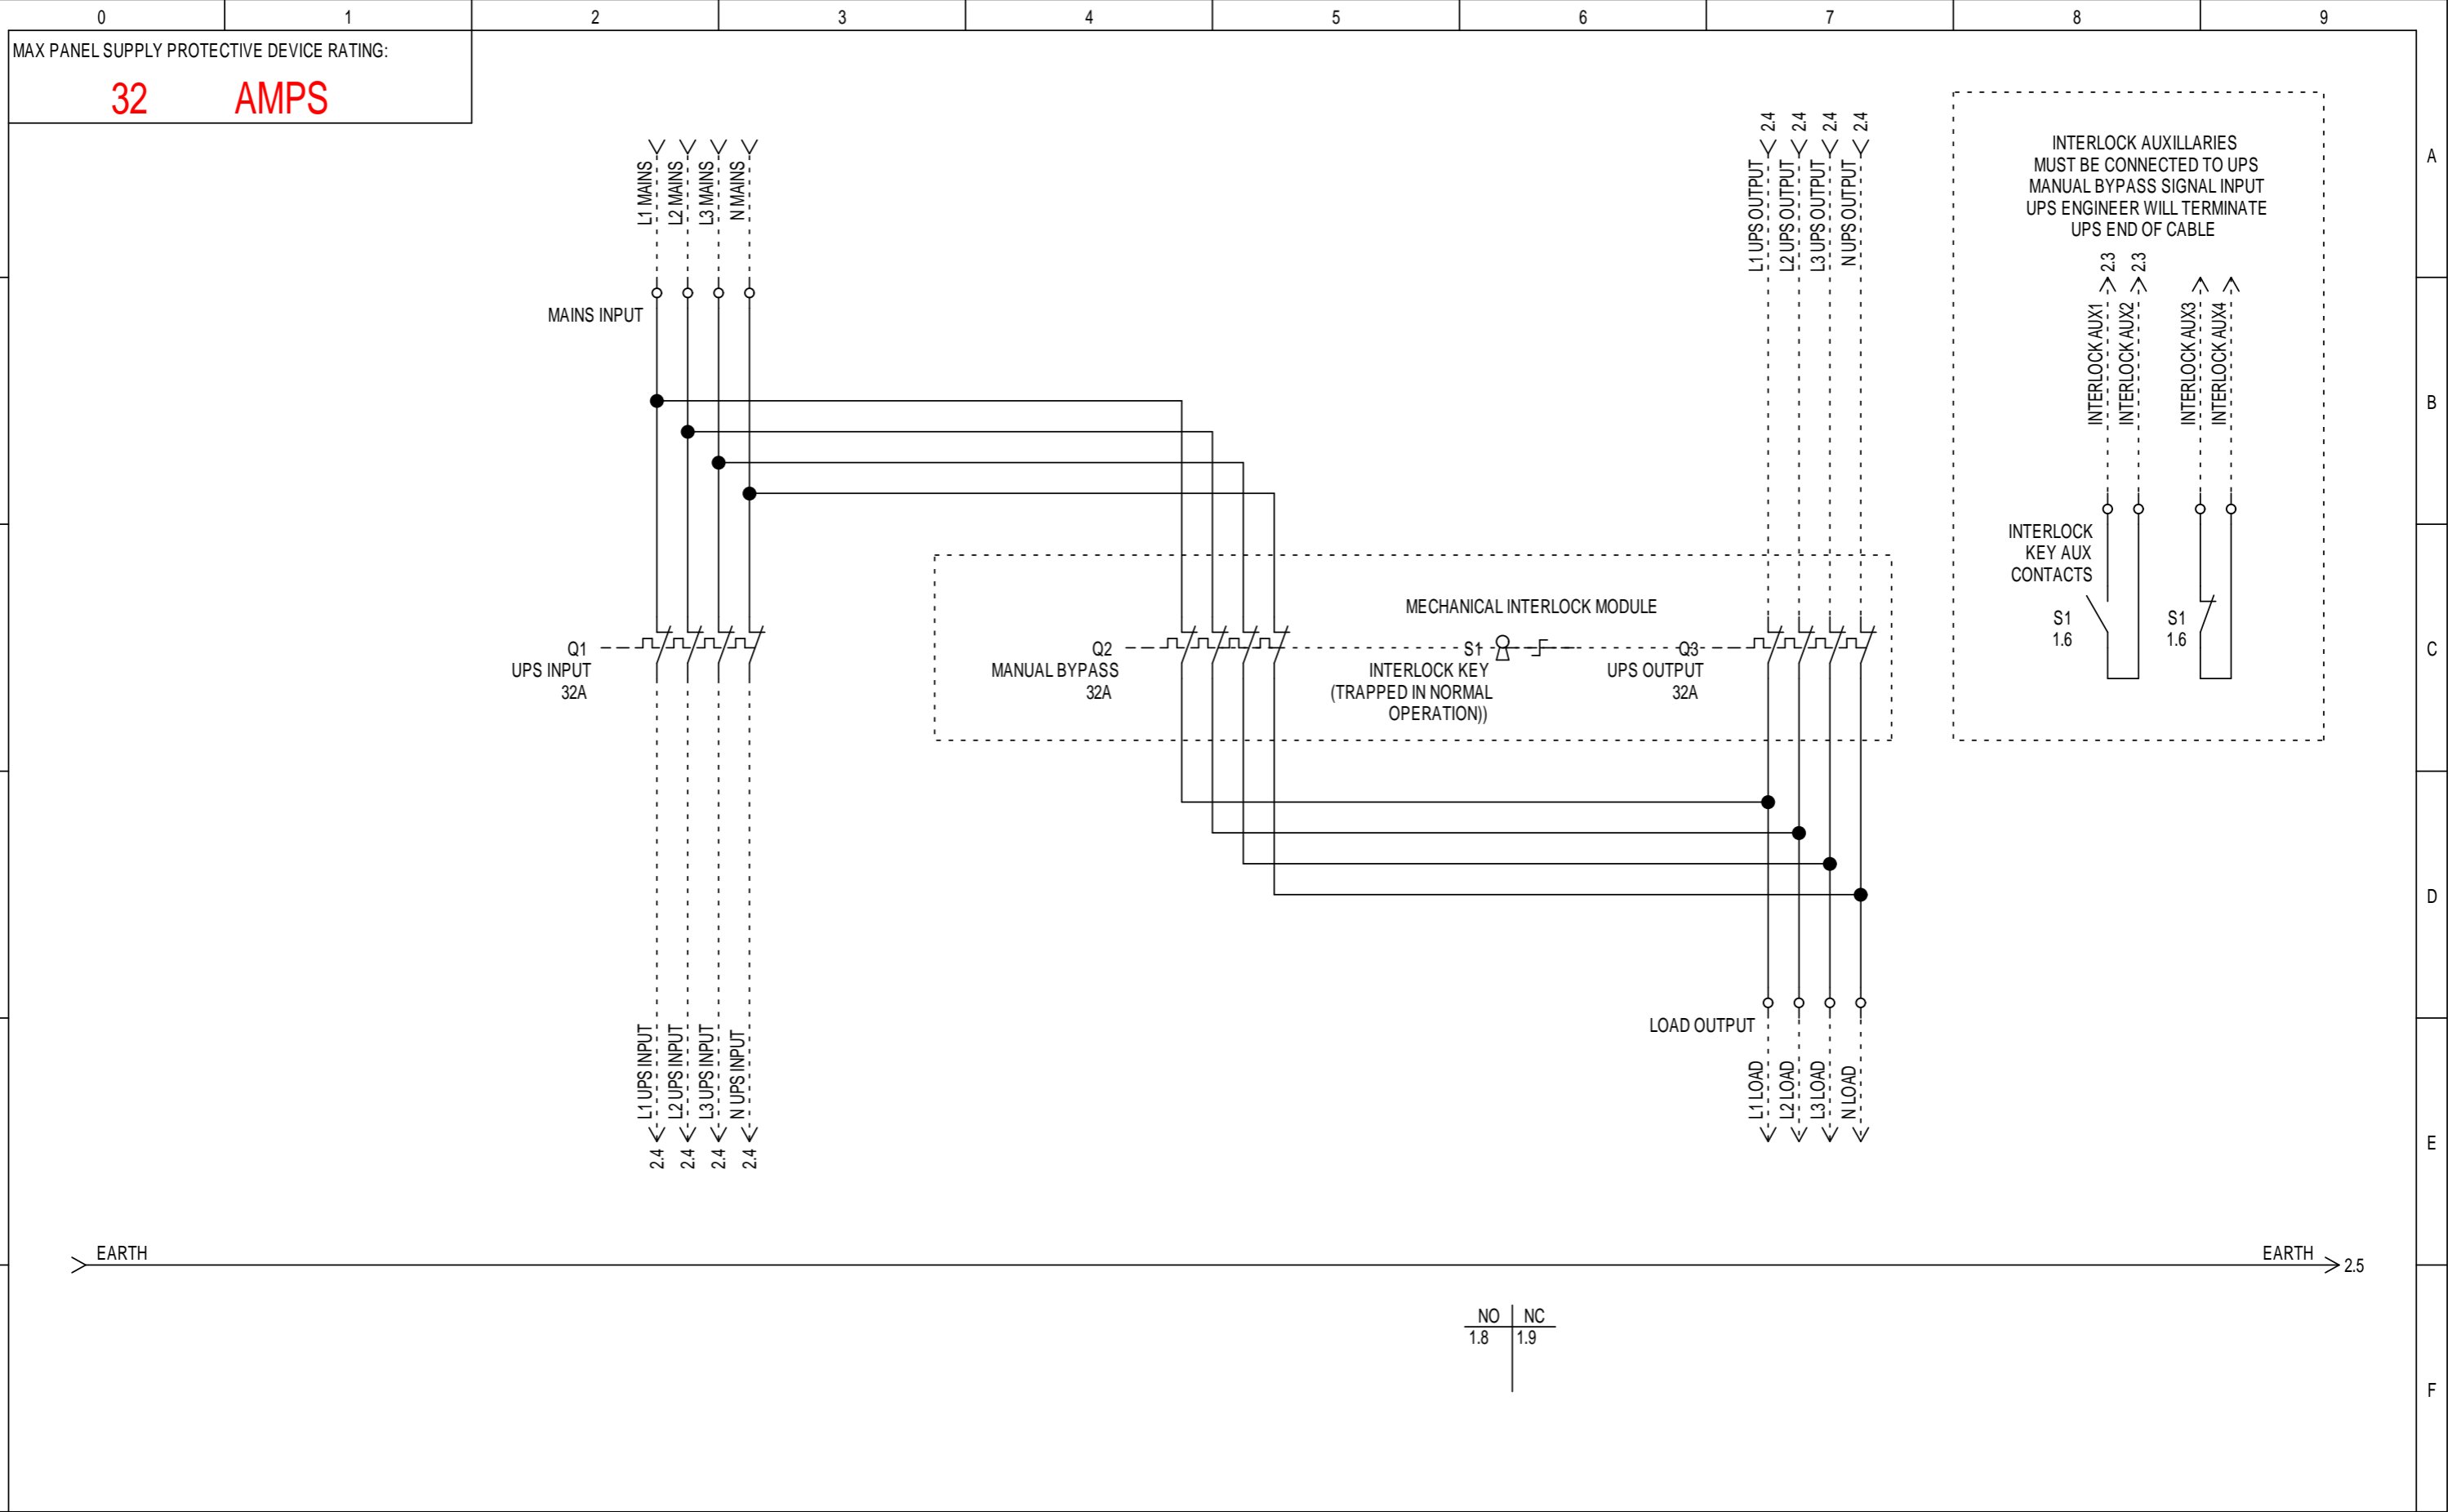 0 1 2 3 4 5 6 7 8 9
MAX PANEL SUPPLY PROTECTIVE DEVICE RATING:
32 AMPS
L1 MAINS
L2 MAINS
L3 MAINS
N MAINS
MAINS INPUT
2.4
2.4
2.4
2.4
L1 UPS OUTPUT
L2 UPS OUTPUT
L3 UPS OUTPUT
N UPS OUTPUT
INTERLOCK AUXILLARIES
MUST BE CONNECTED TO UPS
MANUAL BYPASS SIGNAL INPUT
UPS ENGINEER WILL TERMINATE
UPS END OF CABLE
2.3
2.3
INTERLOCK AUX1
INTERLOCK AUX2
INTERLOCK AUX3
INTERLOCK AUX4
INTERLOCK
KEY AUX
CONTACTS
S1
1.6
S1
1.6
A
B
C
D
E
F
Q1
UPS INPUT
32A
MECHANICAL INTERLOCK MODULE
Q2
MANUAL BYPASS
32A
S1
INTERLOCK KEY
(TRAPPED IN NORMAL
OPERATION))
Q3
UPS OUTPUT
32A
LOAD OUTPUT
L1 UPS INPUT
L2 UPS INPUT
L3 UPS INPUT
N UPS INPUT
2.4
2.4
2.4
2.4
L1 LOAD
L2 LOAD
L3 LOAD
N LOAD
EARTH
EARTH
2.5
NO NC
1.8 1.9